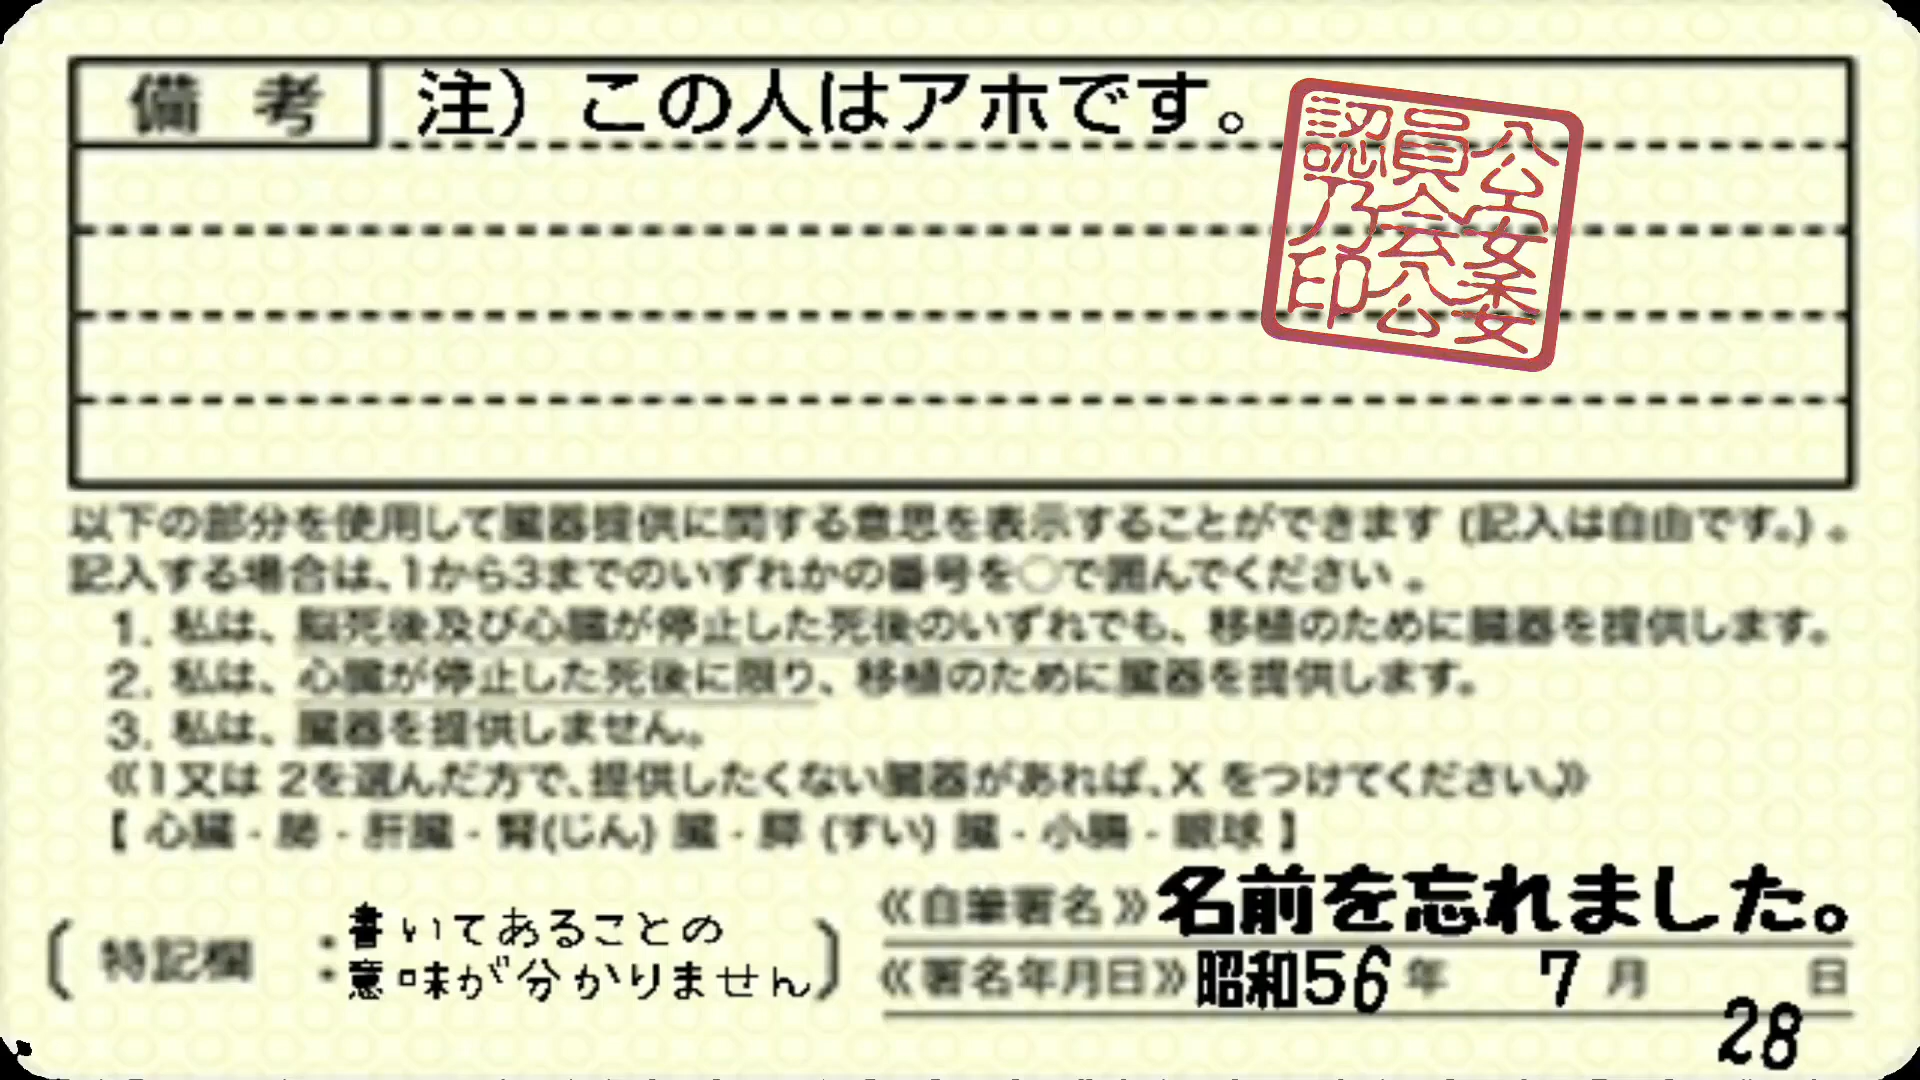 備考 注）この人はアホです。
公安委
員会公
認乃印
以下の部分を使用して臓器提供に関する意思を表示することができます (記入は自由です。) 。
記入する場合は、1から3までのいずれかの番号を○で囲んでください 。
1. 私は、脳死後及び心臓が停止した死後のいずれでも、移植のために臓器を提供します。
2. 私は、心臓が停止した死後に限り、移植のために臓器を提供します。
3. 私は、臓器を提供しません。
《1又は 2を選んだ方で、提供したくない臓器があれば、X をつけてください。》
【 心臓 - 肺 - 肝臓 - 腎(じん) 臓 - 膵 (すい) 臓 - 小腸 - 眼球 】
〔 特記欄 : 書いてあることの
: 意味が分かりません 〕
《自筆署名》名前を忘れました。
《署名年月日》昭和56年 7月 日
28